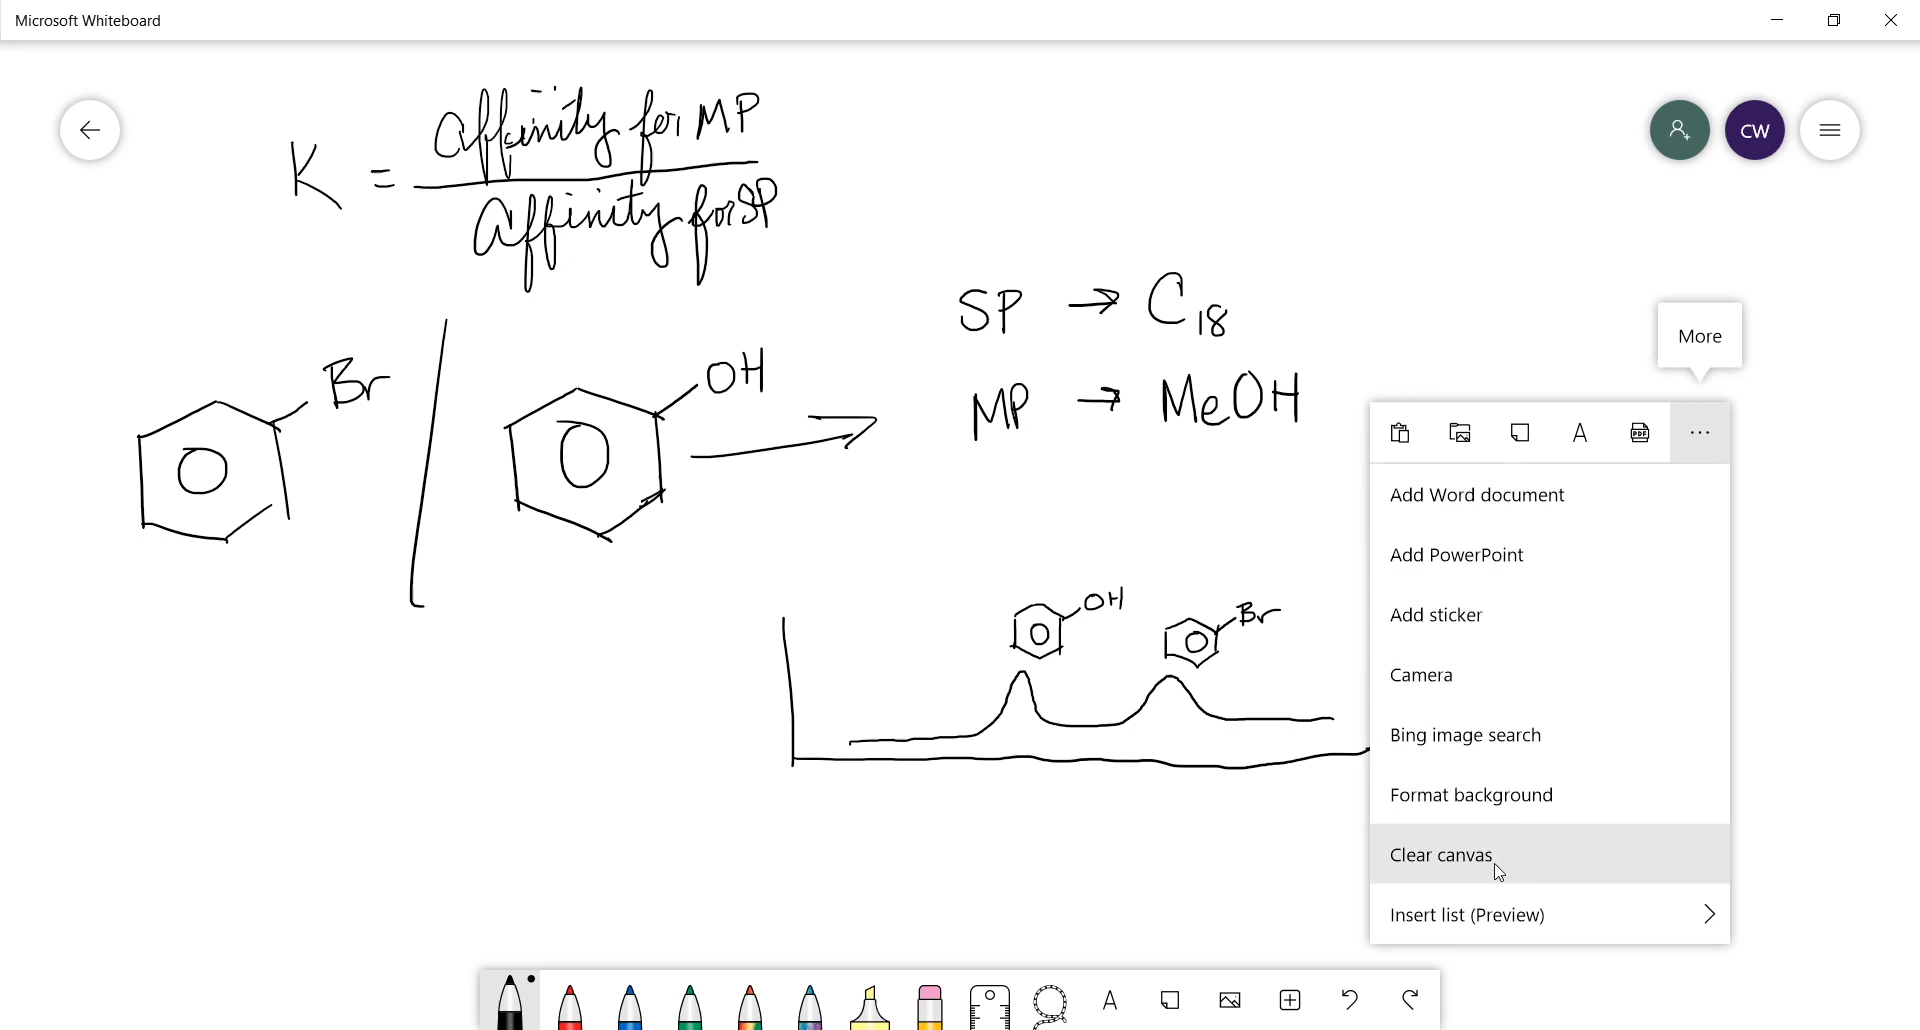 Microsoft Whiteboard
CW
K = affinity for MP
affinity for SP
SP → C18
MP → MeOH
Br
OH
OH
Br
More
Add Word document
Add PowerPoint
Add sticker
Camera
Bing image search
Format background
Clear canvas
Insert list (Preview)
PDF
A
A